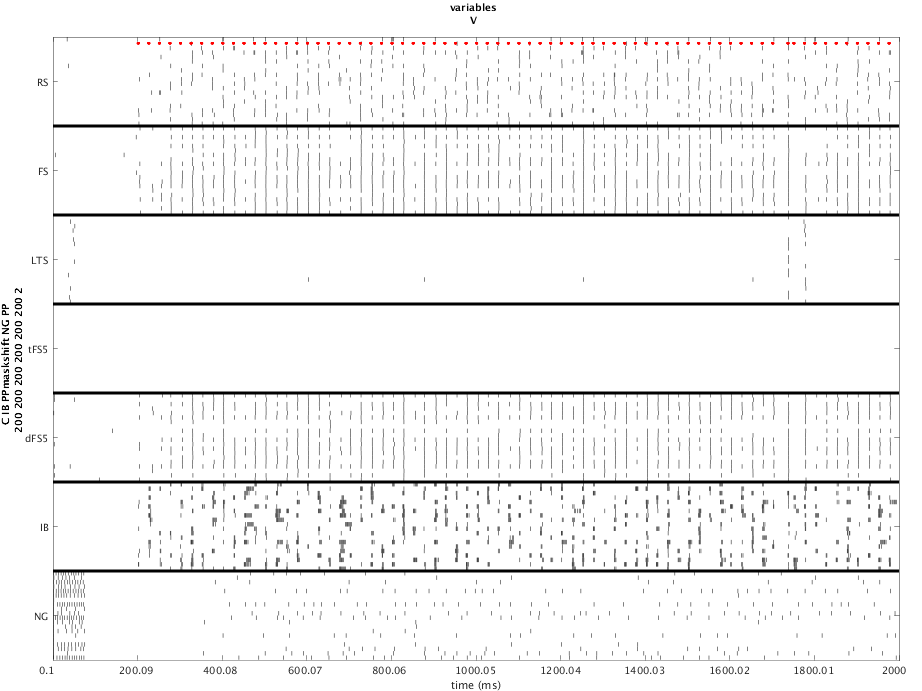 variables
V
RS
FS
LTS
tFS5
dFS5
IB
NG
C IB PPmaskshift NG PP
200 200 200 200 200 200 2
0.1 200.09 400.08 600.07 800.06 1000.05 1200.04 1400.03 1600.02 1800.01 2000
time (ms)